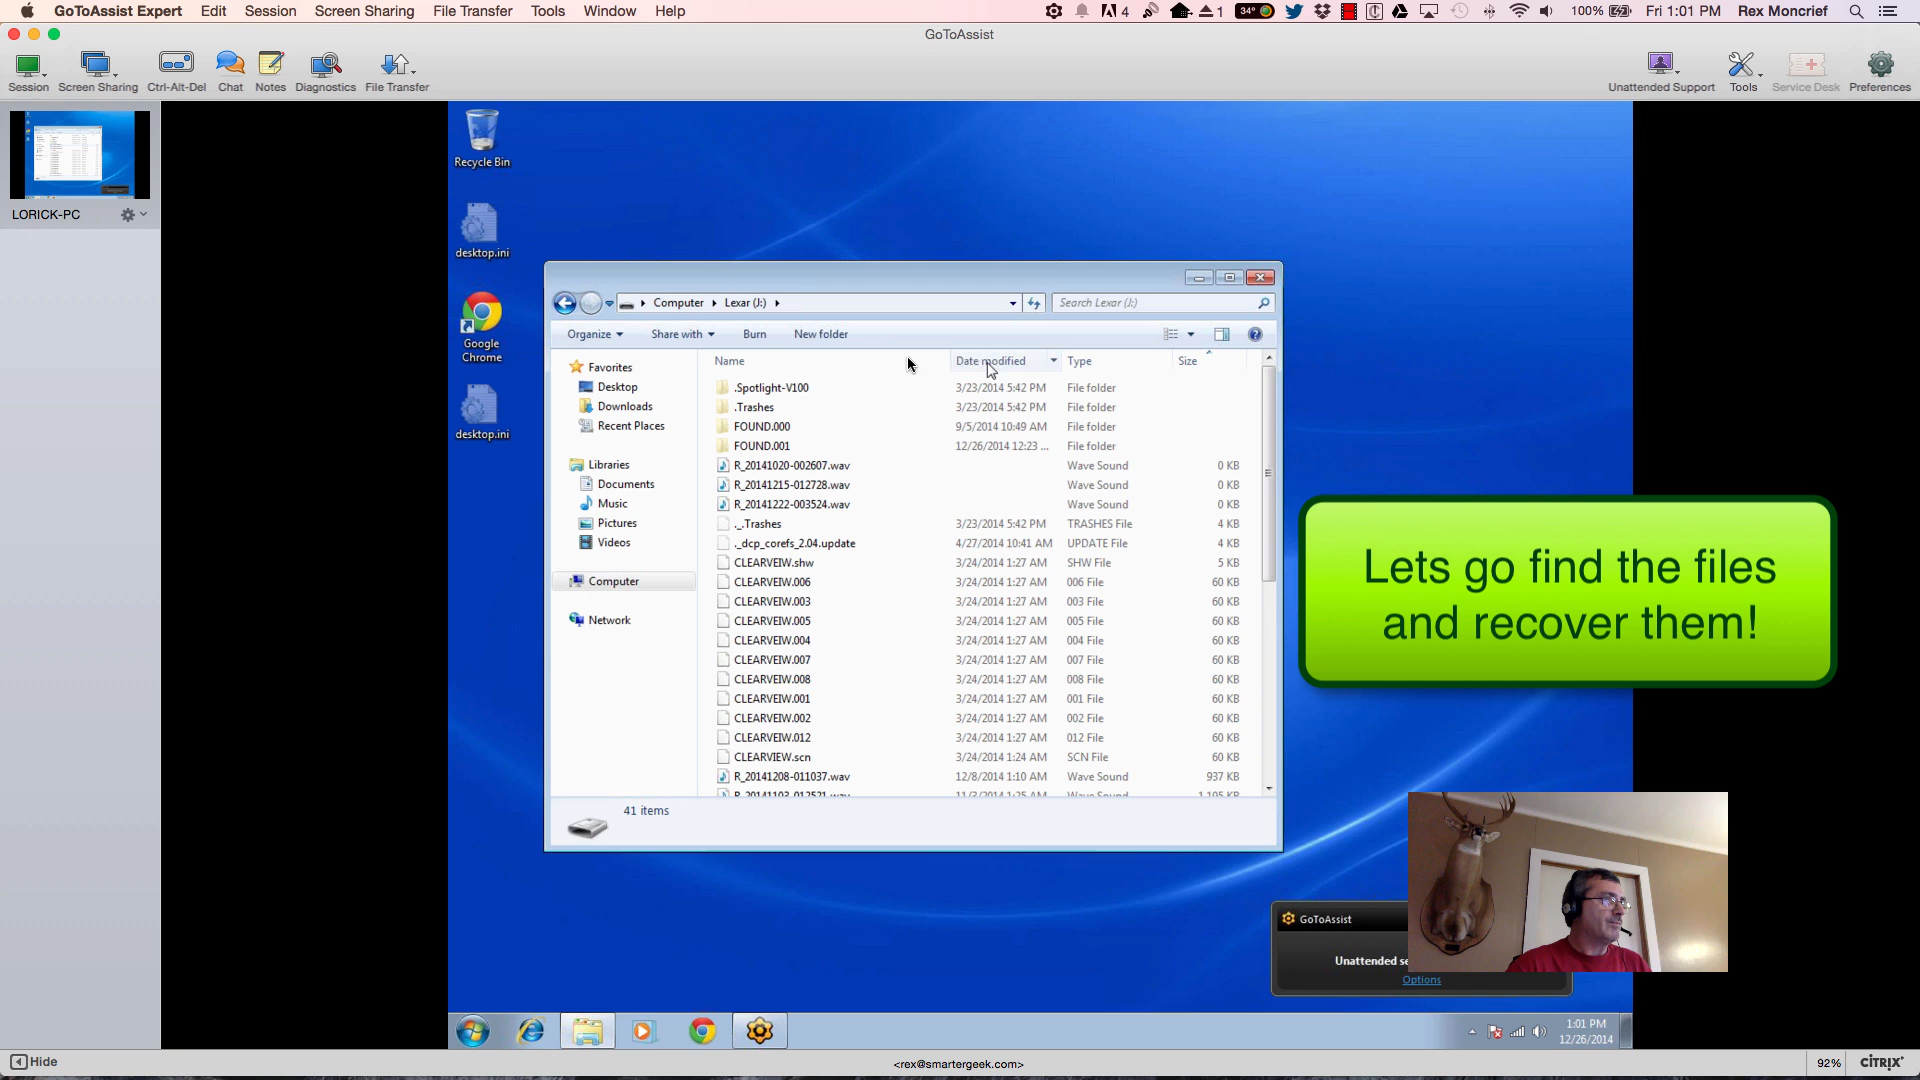 GoToAssist Expert Edit Session Screen Sharing File Transfer Tools Window Help 4 1 34° 100% Fri 1:01 PM Rex Moncrief
GoToAssist
Session Screen Sharing Ctrl-Alt-Del Chat Notes Diagnostics File Transfer Unattended Support Tools Service Desk Preferences
LORICK-PC
Recycle Bin
desktop.ini
Google
Chrome
desktop.ini
Computer Lexar (J:) Search Lexar (J:)
Organize Share with Burn New folder
Favorites
Desktop
Downloads
Recent Places
Libraries
Documents
Music
Pictures
Videos
Computer
Network
Name Date modified Type Size
.Spotlight-V100 3/23/2014 5:42 PM File folder
.Trashes 3/23/2014 5:42 PM File folder
FOUND.000 9/5/2014 10:49 AM File folder
FOUND.001 12/26/2014 12:23 ... File folder
R_20141020-002607.wav Wave Sound 0 KB
R_20141215-012728.wav Wave Sound 0 KB
R_20141222-003524.wav Wave Sound 0 KB
._.Trashes 3/23/2014 5:42 PM TRASHES File 4 KB
._dcp_corefs_2.04.update 4/27/2014 10:41 AM UPDATE File 4 KB
CLEARVEIW.shw 3/24/2014 1:27 AM SHW File 5 KB
CLEARVEIW.006 3/24/2014 1:27 AM 006 File 60 KB
CLEARVEIW.003 3/24/2014 1:27 AM 003 File 60 KB
CLEARVEIW.005 3/24/2014 1:27 AM 005 File 60 KB
CLEARVEIW.004 3/24/2014 1:27 AM 004 File 60 KB
CLEARVEIW.007 3/24/2014 1:27 AM 007 File 60 KB
CLEARVEIW.008 3/24/2014 1:27 AM 008 File 60 KB
CLEARVEIW.001 3/24/2014 1:27 AM 001 File 60 KB
CLEARVEIW.002 3/24/2014 1:27 AM 002 File 60 KB
CLEARVEIW.012 3/24/2014 1:27 AM 012 File 60 KB
CLEARVIEW.scn 3/24/2014 1:24 AM SCN File 60 KB
R_20141208-011037.wav 12/8/2014 1:10 AM Wave Sound 937 KB
R_20141103-012521.wav 11/3/2014 1:25 AM Wave Sound 1,195 KB
41 items
Lets go find the files
and recover them!
GoToAssist
Unattended se
Options
1:01 PM
12/26/2014
Hide <rex@smartergeek.com> 92% CİTRIX